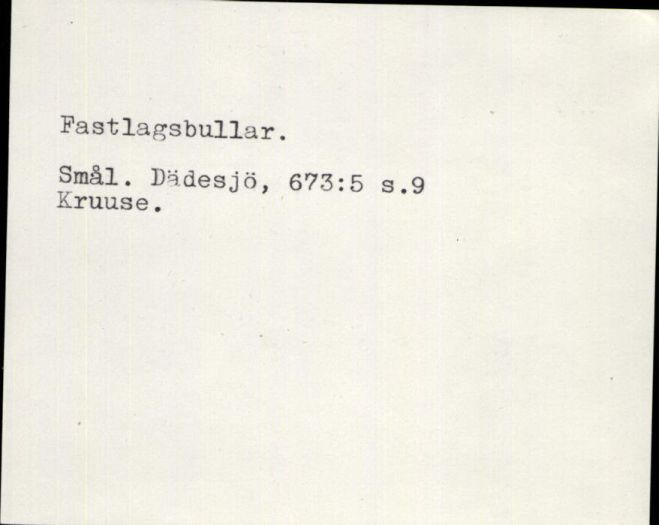 Fastlagsbullar.
Smål. Dädesjö, 673:5 s.9
Kruuse.